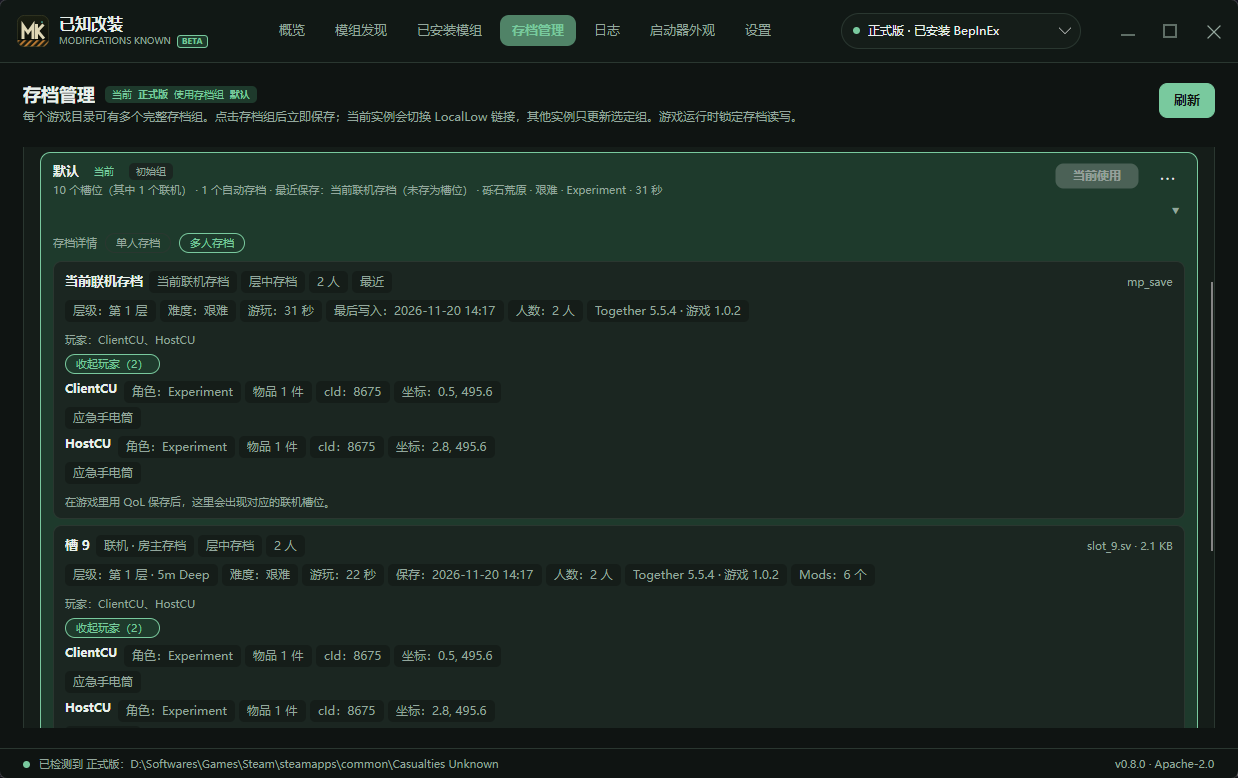 MK 已知改装
MODIFICATIONS KNOWN BETA
概览 模组发现 已安装模组 存档管理 日志 启动器外观 设置
正式版 · 已安装 BepInEx
存档管理 当前 正式版 使用存档组 默认
每个游戏目录可有多个完整存档组。点击存档组后立即保存；当前实例会切换 LocalLow 链接，其他实例只更新选定组。游戏运行时锁定存档读写。
刷新
默认 当前 初始组
10 个槽位（其中 1 个联机） · 1 个自动存档 · 最近保存：当前联机存档（未存为槽位） · 砾石荒原 · 艰难 · Experiment · 31 秒
当前使用 ...
存档详情 单人存档 多人存档
当前联机存档 当前联机存档 层中存档 2 人 最近 mp_save
层级：第 1 层 难度：艰难 游玩：31 秒 最后写入：2026-11-20 14:17 人数：2 人 Together 5.5.4 · 游戏 1.0.2
玩家：ClientCU、HostCU
收起玩家（2）
ClientCU 角色：Experiment 物品 1 件 cId：8675 坐标：0.5, 495.6
应急手电筒
HostCU 角色：Experiment 物品 1 件 cId：8675 坐标：2.8, 495.6
应急手电筒
在游戏里用 QoL 保存后，这里会出现对应的联机槽位。
槽 9 联机 · 房主存档 层中存档 2 人 slot_9.sv · 2.1 KB
层级：第 1 层 · 5m Deep 难度：艰难 游玩：22 秒 保存：2026-11-20 14:17 人数：2 人 Together 5.5.4 · 游戏 1.0.2 Mods：6 个
玩家：ClientCU、HostCU
收起玩家（2）
ClientCU 角色：Experiment 物品 1 件 cId：8675 坐标：0.5, 495.6
应急手电筒
HostCU 角色：Experiment 物品 1 件 cId：8675 坐标：2.8, 495.6
已检测到 正式版：D:\Softwares\Games\Steam\steamapps\common\Casualties Unknown
v0.8.0 · Apache-2.0